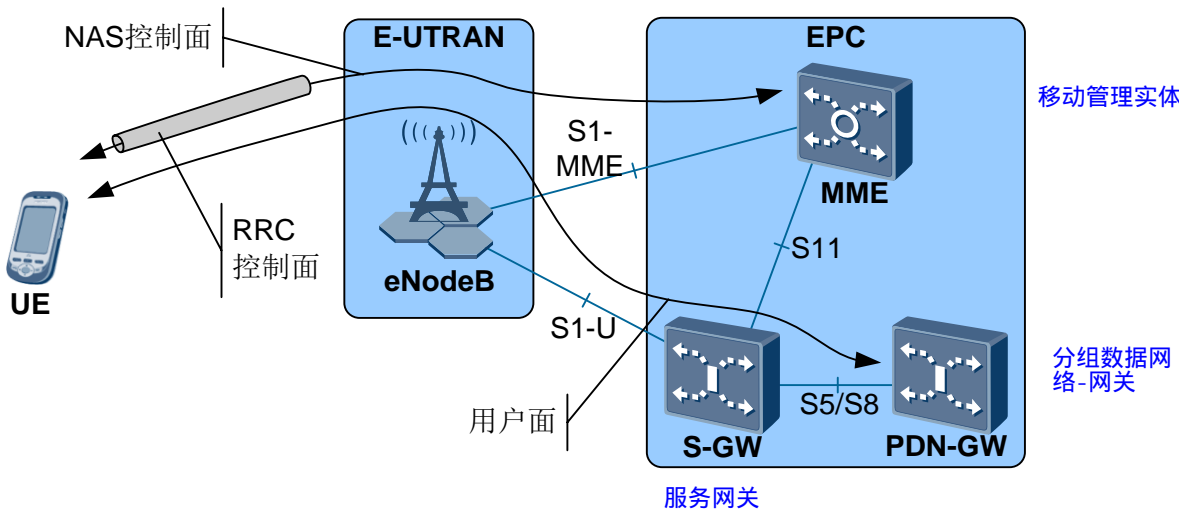 NAS控制面
E-UTRAN
EPC
移动管理实体
S1-
MME
MME
RRC
控制面
UE
eNodeB
S11
S1-U
分组数据网
络-网关
用户面
S5/S8
S-GW
PDN-GW
服务网关